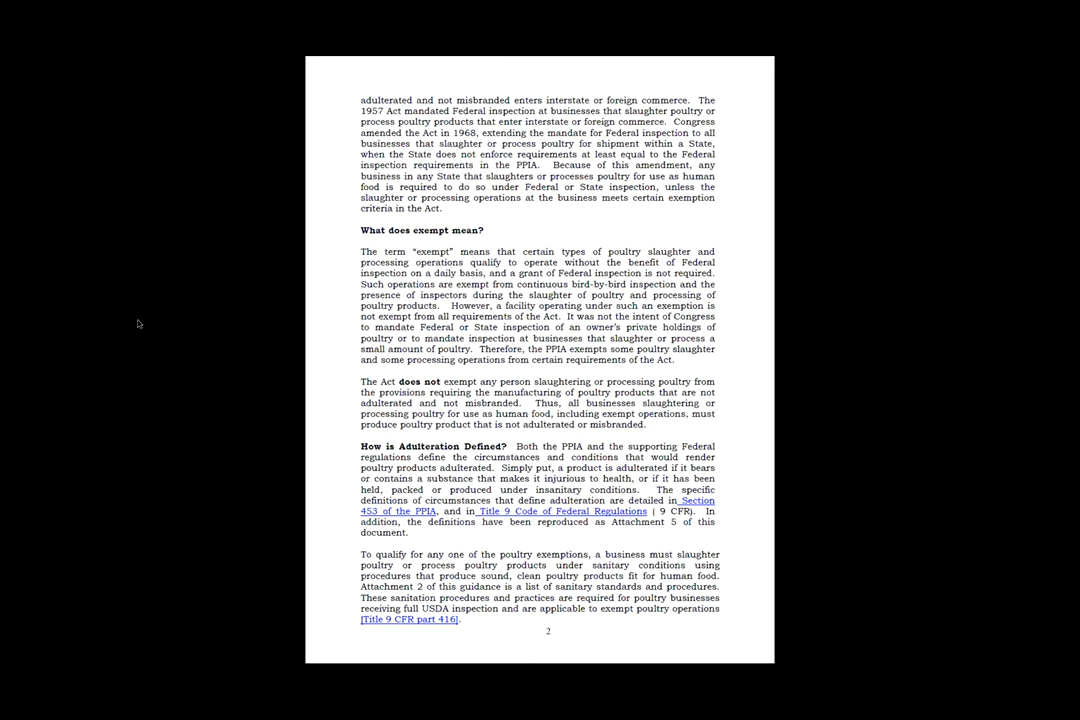 adulterated and not misbranded enters interstate or foreign commerce. The
1957 Act mandated Federal inspection at businesses that slaughter poultry or
process poultry products that enter interstate or foreign commerce. Congress
amended the Act in 1968, extending the mandate for Federal inspection to all
businesses that slaughter or process poultry for shipment within a State,
when the State does not enforce requirements at least equal to the Federal
inspection requirements in the PPIA. Because of this amendment, any
business in any State that slaughters or processes poultry for use as human
food is required to do so under Federal or State inspection, unless the
slaughter or processing operations at the business meets certain exemption
criteria in the Act.
What does exempt mean?
The term “exempt” means that certain types of poultry slaughter and
processing operations qualify to operate without the benefit of Federal
inspection on a daily basis, and a grant of Federal inspection is not required.
Such operations are exempt from continuous bird-by-bird inspection and the
presence of inspectors during the slaughter of poultry and processing of
poultry products. However, a facility operating under such an exemption is
not exempt from all requirements of the Act. It was not the intent of Congress
to mandate Federal or State inspection of an owner’s private holdings of
poultry or to mandate inspection at businesses that slaughter or process a
small amount of poultry. Therefore, the PPIA exempts some poultry slaughter
and some processing operations from certain requirements of the Act.
The Act does not exempt any person slaughtering or processing poultry from
the provisions requiring the manufacturing of poultry products that are not
adulterated and not misbranded. Thus, all businesses slaughtering or
processing poultry for use as human food, including exempt operations, must
produce poultry product that is not adulterated or misbranded.
How is Adulteration Defined? Both the PPIA and the supporting Federal
regulations define the circumstances and conditions that would render
poultry products adulterated. Simply put, a product is adulterated if it bears
or contains a substance that makes it injurious to health, or if it has been
held, packed or produced under insanitary conditions. The specific
definitions of circumstances that define adulteration are detailed in Section
453 of the PPIA, and in Title 9 Code of Federal Regulations ( 9 CFR). In
addition, the definitions have been reproduced as Attachment 5 of this
document.
To qualify for any one of the poultry exemptions, a business must slaughter
poultry or process poultry products under sanitary conditions using
procedures that produce sound, clean poultry products fit for human food.
Attachment 2 of this guidance is a list of sanitary standards and procedures.
These sanitation procedures and practices are required for poultry businesses
receiving full USDA inspection and are applicable to exempt poultry operations
[Title 9 CFR part 416].
2